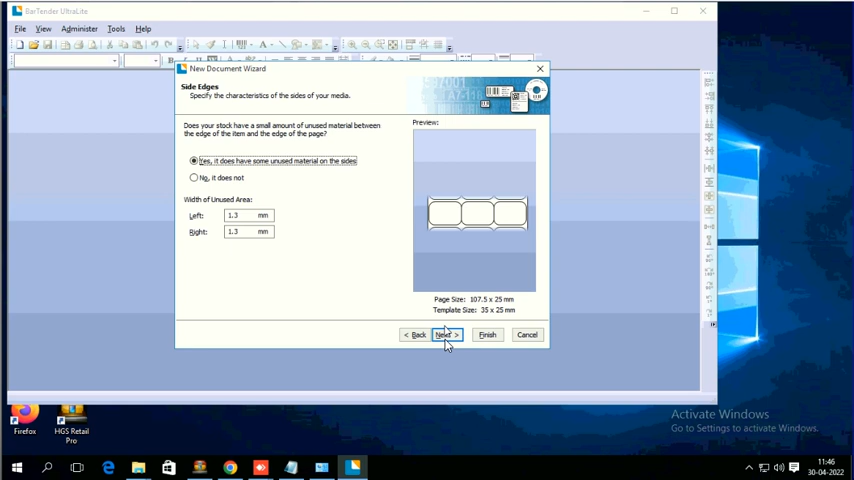 BarTender UltraLite
File View Administer Tools Help
New Document Wizard
Side Edges
Specify the characteristics of the sides of your media.
Does your stock have a small amount of unused material between
the edge of the item and the edge of the page?
Yes, it does have some unused material on the sides
No, it does not
Width of Unused Area:
Left: 1.3 mm
Right: 1.3 mm
Preview:
Page Size: 107.5 x 25 mm
Template Size: 35 x 25 mm
< Back Next > Finish Cancel
Firefox
HGS Retail
Pro
Activate Windows
Go to Settings to activate Windows.
11:46
30-04-2022